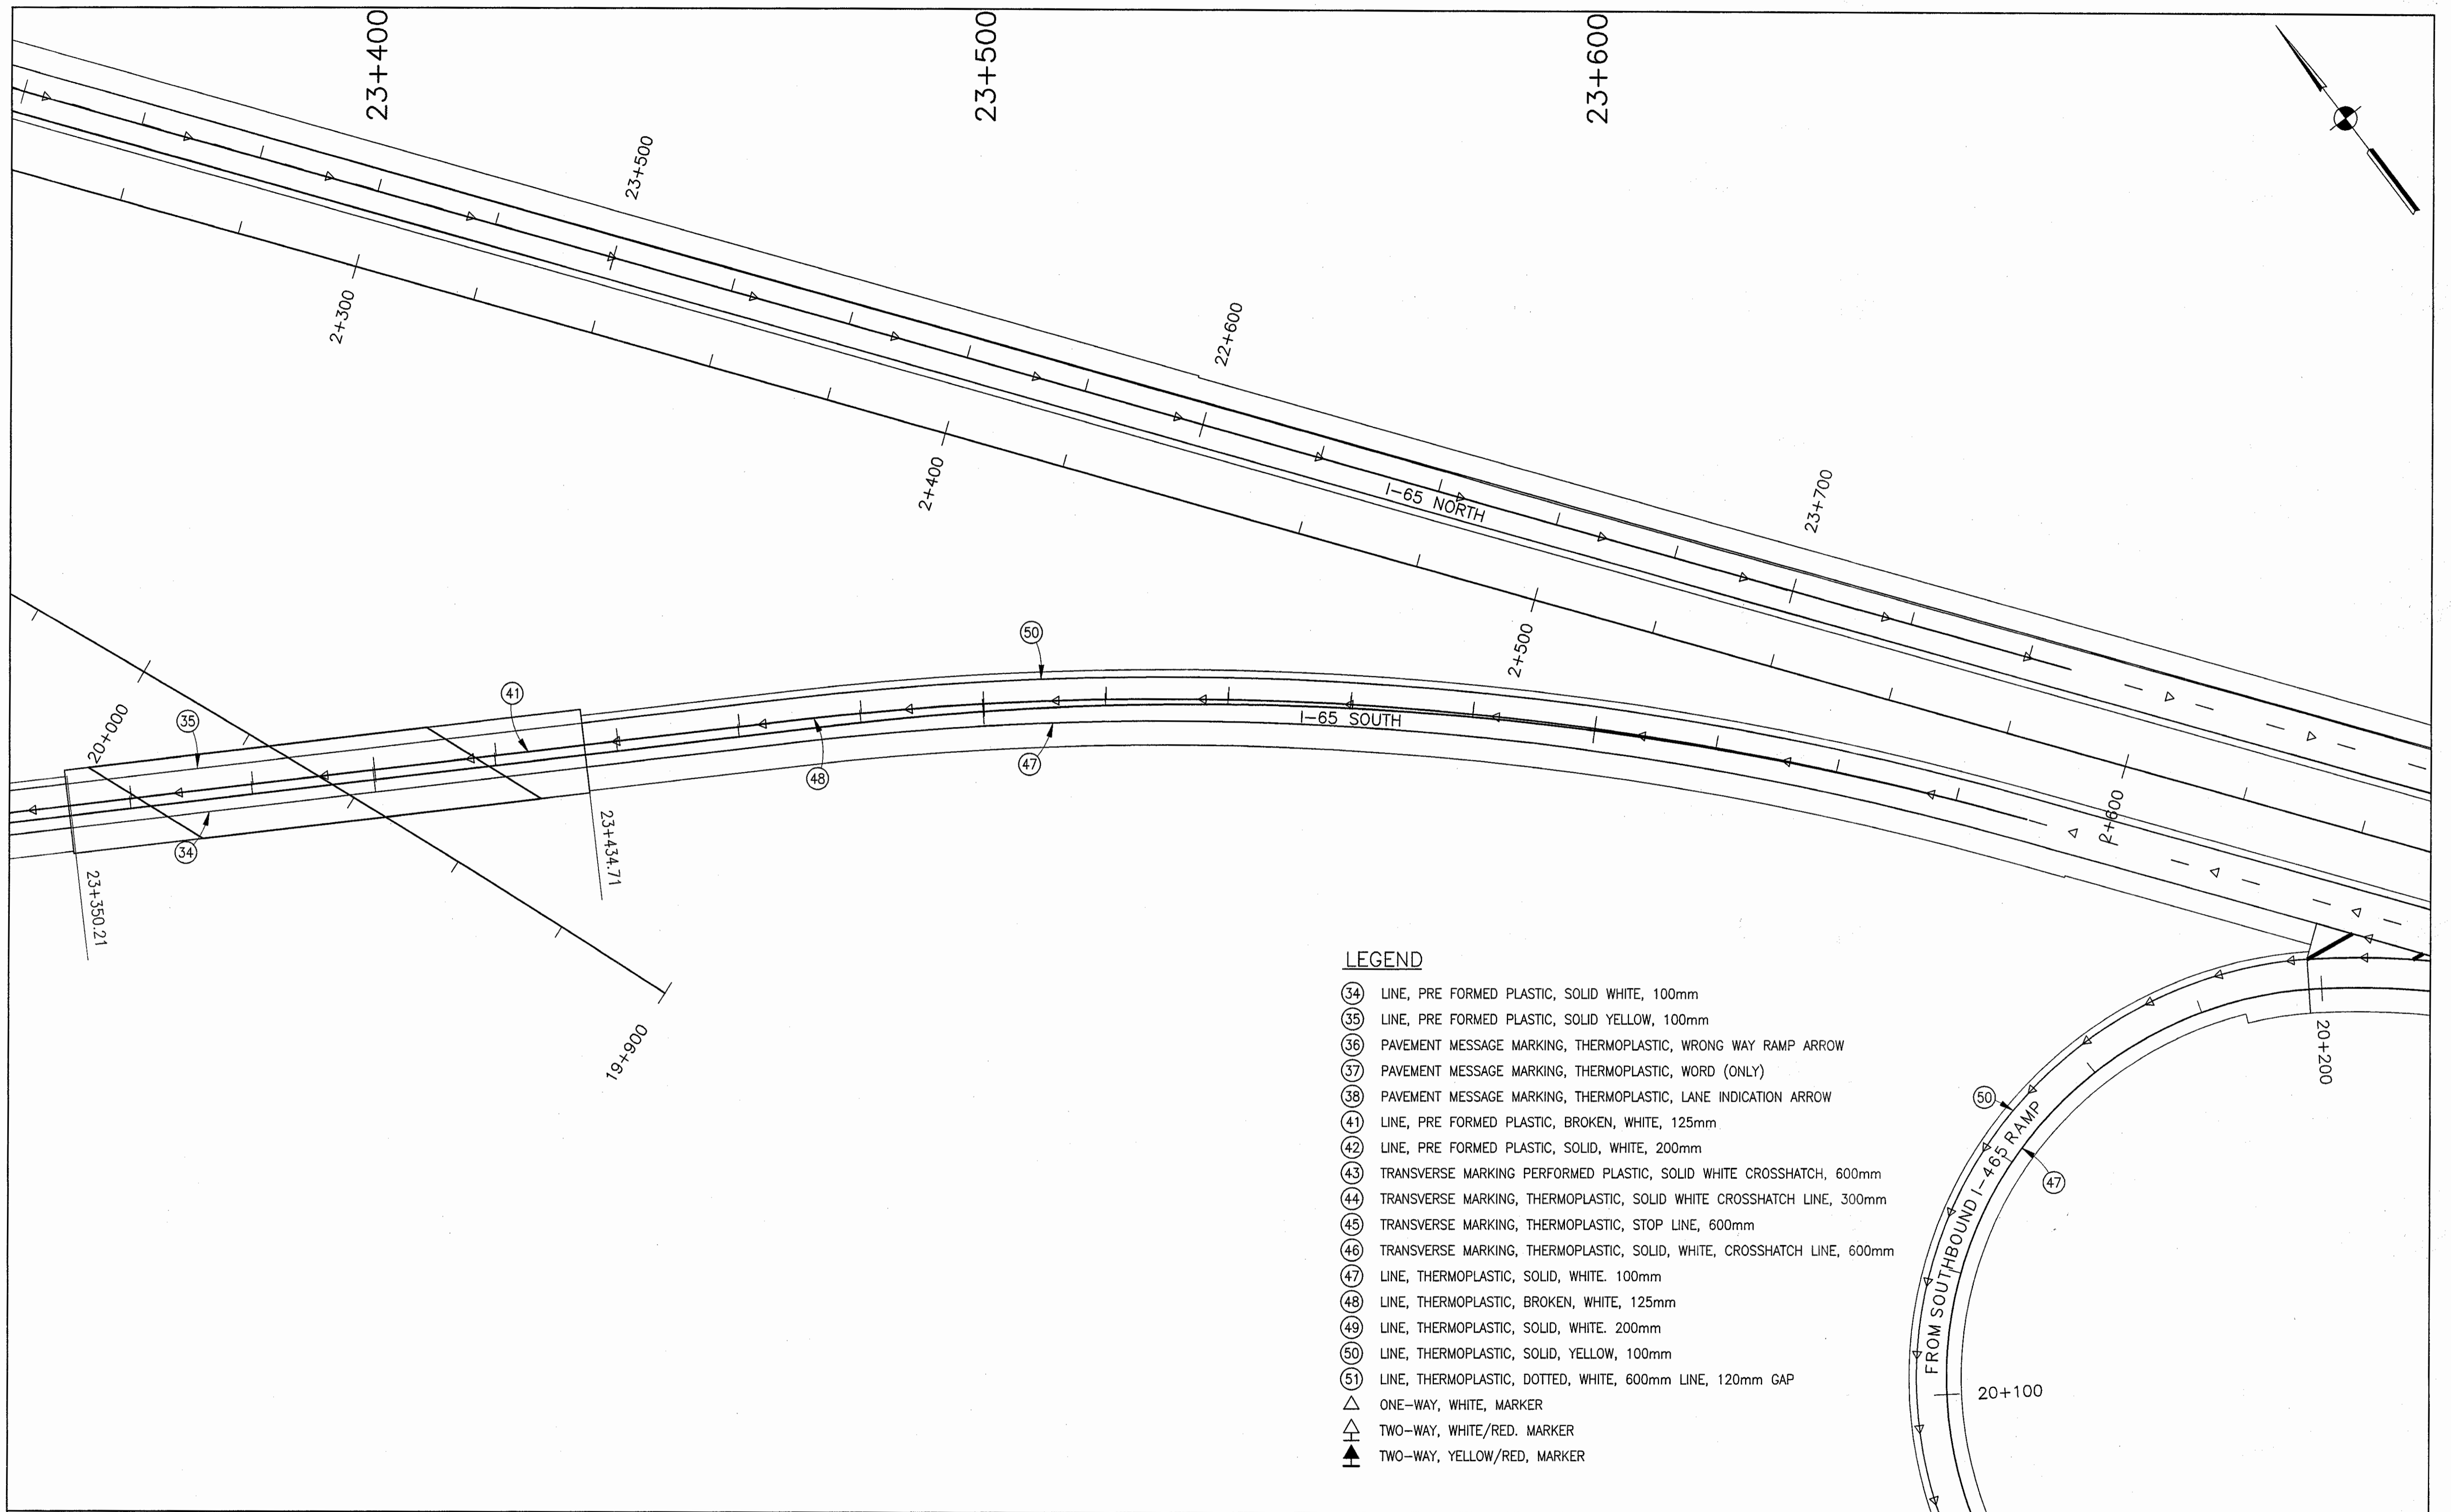 23+400
23+500
23+600
23+500
22+600
23+700
2+300
2+400
2+500
2+600
I-65 NORTH
I-65 SOUTH
50
41
35
34
48
47
20+000
19+900
23+350.21
23+434.71
20+200
50
47
FROM SOUTHBOUND I-465 RAMP
20+100
LEGEND
34 LINE, PRE FORMED PLASTIC, SOLID WHITE, 100mm
35 LINE, PRE FORMED PLASTIC, SOLID YELLOW, 100mm
36 PAVEMENT MESSAGE MARKING, THERMOPLASTIC, WRONG WAY RAMP ARROW
37 PAVEMENT MESSAGE MARKING, THERMOPLASTIC, WORD (ONLY)
38 PAVEMENT MESSAGE MARKING, THERMOPLASTIC, LANE INDICATION ARROW
41 LINE, PRE FORMED PLASTIC, BROKEN, WHITE, 125mm
42 LINE, PRE FORMED PLASTIC, SOLID, WHITE, 200mm
43 TRANSVERSE MARKING PERFORMED PLASTIC, SOLID WHITE CROSSHATCH, 600mm
44 TRANSVERSE MARKING, THERMOPLASTIC, SOLID WHITE CROSSHATCH LINE, 300mm
45 TRANSVERSE MARKING, THERMOPLASTIC, STOP LINE, 600mm
46 TRANSVERSE MARKING, THERMOPLASTIC, SOLID, WHITE, CROSSHATCH LINE, 600mm
47 LINE, THERMOPLASTIC, SOLID, WHITE. 100mm
48 LINE, THERMOPLASTIC, BROKEN, WHITE, 125mm
49 LINE, THERMOPLASTIC, SOLID, WHITE. 200mm
50 LINE, THERMOPLASTIC, SOLID, YELLOW, 100mm
51 LINE, THERMOPLASTIC, DOTTED, WHITE, 600mm LINE, 120mm GAP
ONE-WAY, WHITE, MARKER
TWO-WAY, WHITE/RED. MARKER
TWO-WAY, YELLOW/RED, MARKER